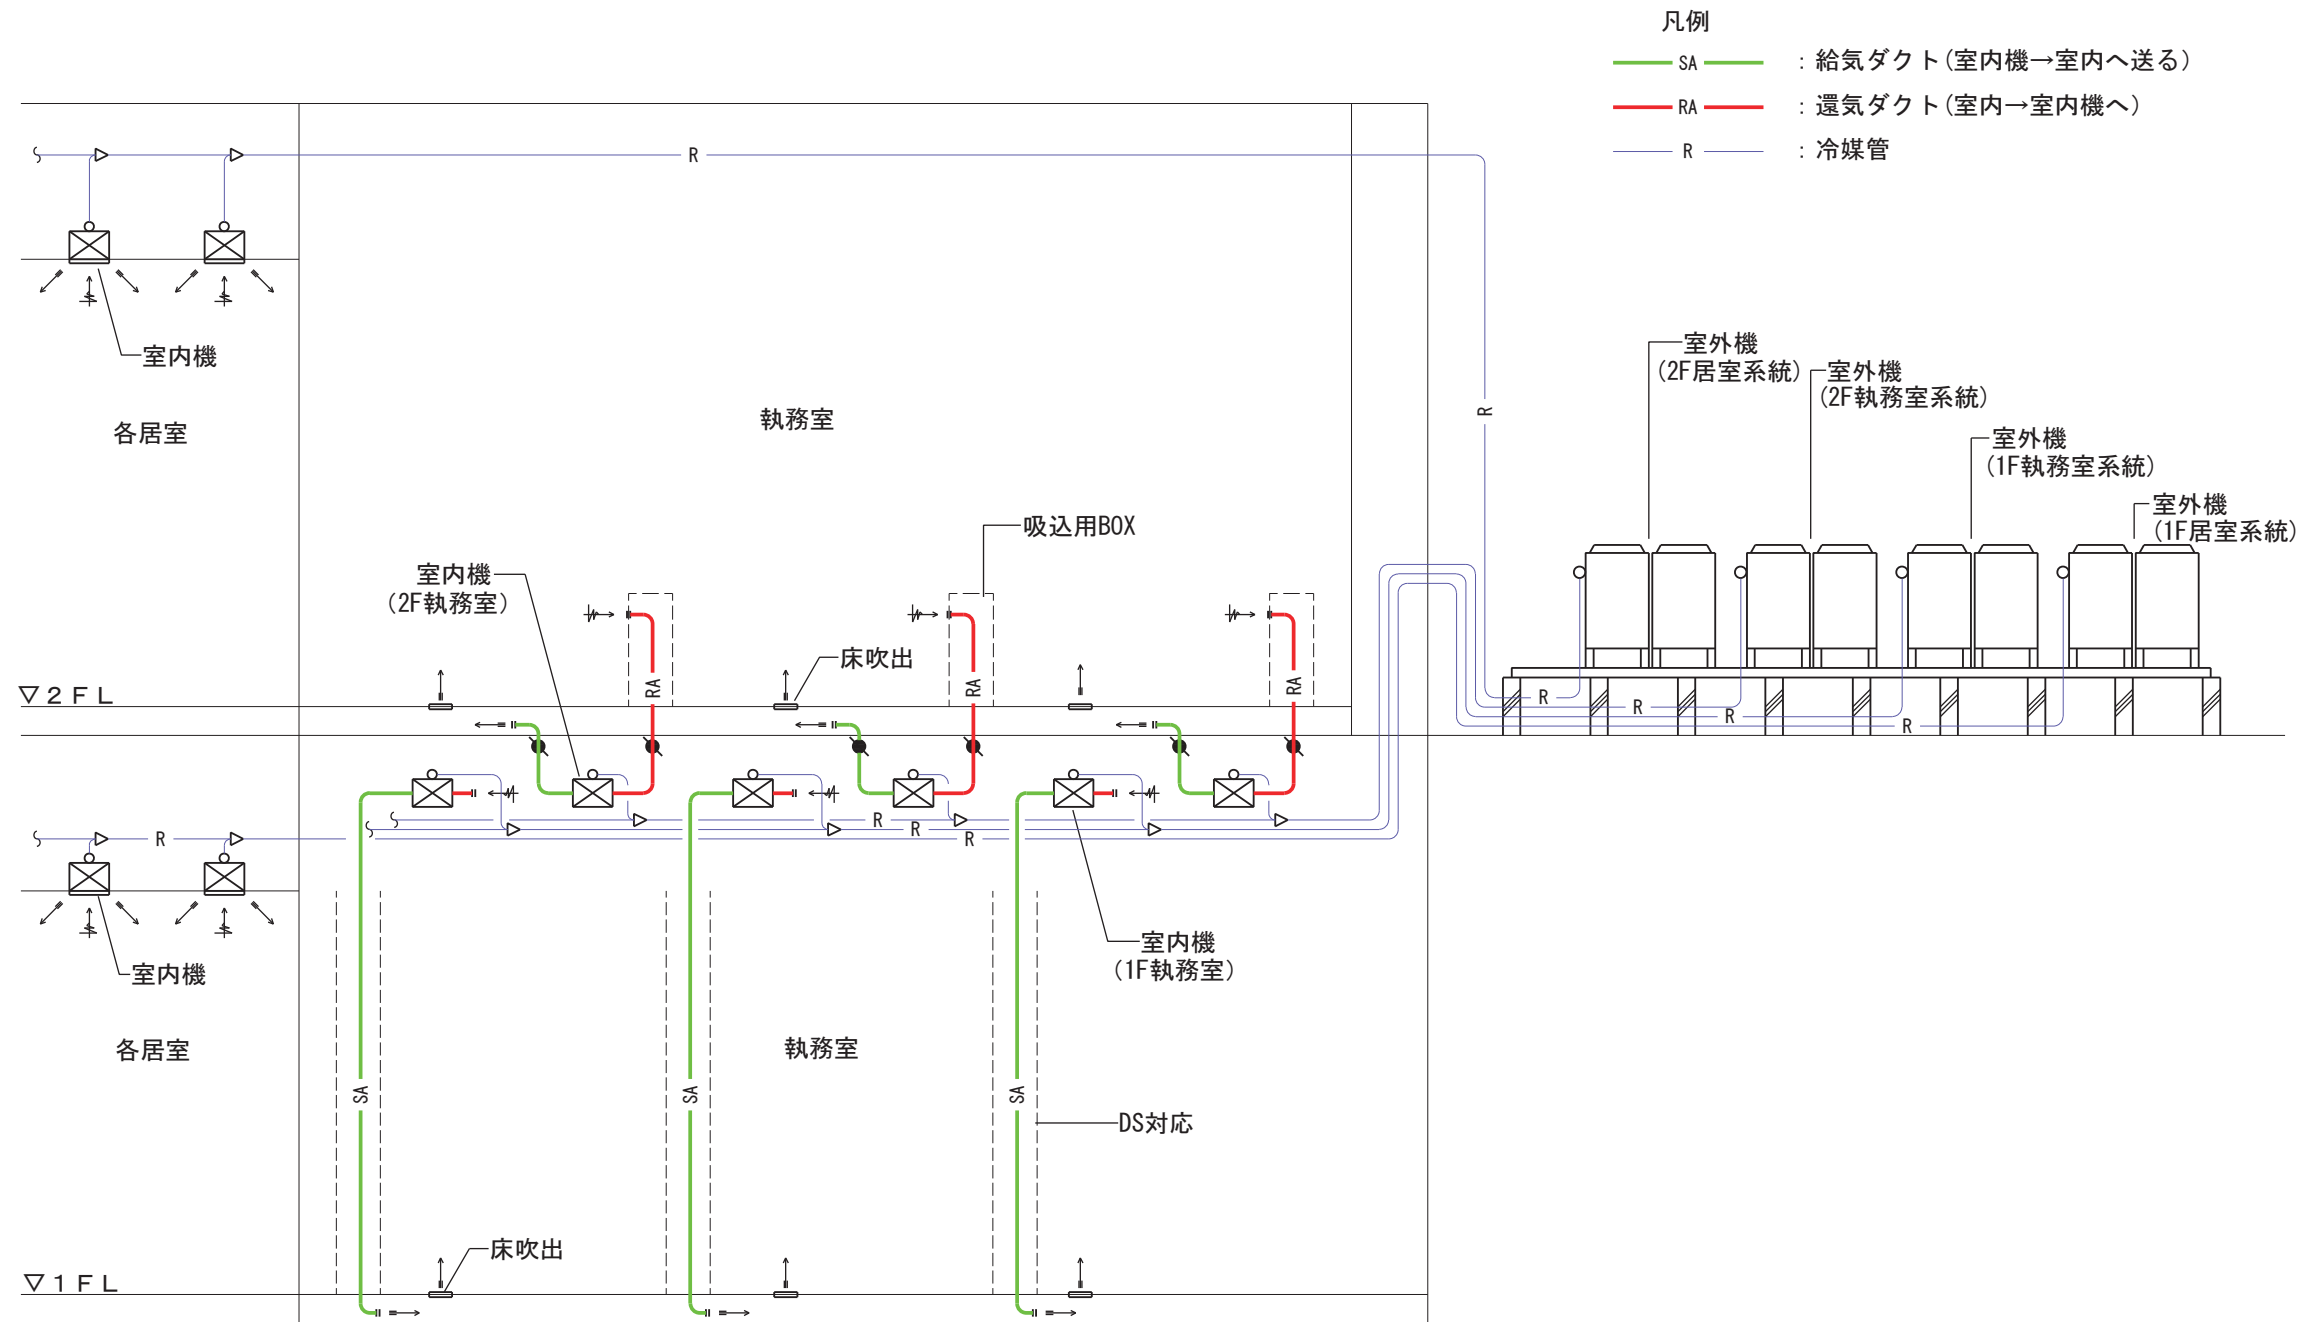 凡例
SA : 給気ダクト(室内機→室内へ送る)
RA : 還気ダクト(室内→室内機へ)
R : 冷媒管
R
室内機
各居室
執務室
R
室外機
(2F居室系統)
室外機
(2F執務室系統)
室外機
(1F執務室系統)
室外機
(1F居室系統)
吸込用BOX
室内機
(2F執務室)
床吹出
RA
RA
RA
▽2FL
R
R
R
R
R
R
R
R
室内機
各居室
室内機
(1F執務室)
執務室
SA
SA
SA
DS対応
床吹出
▽1FL